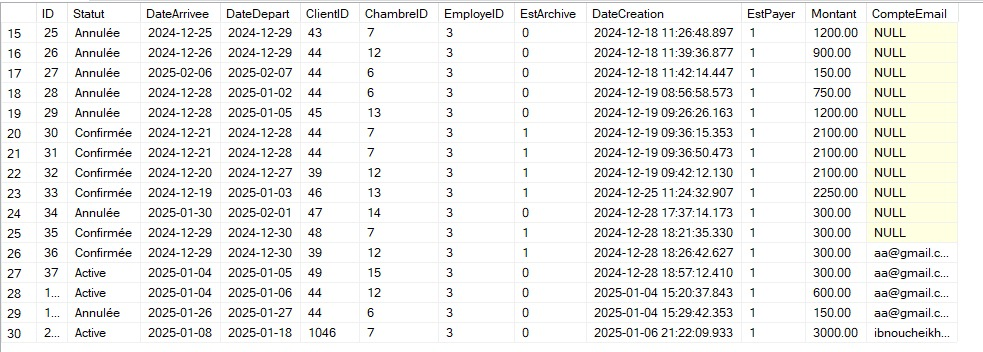 ID Statut DateArrivee DateDepart ClientID ChambreID EmployeID EstArchive DateCreation EstPayer Montant CompteEmail
15 25 Annulée 2024-12-25 2024-12-29 43 7 3 0 2024-12-18 11:26:48.897 1 1200.00 NULL
16 26 Annulée 2024-12-26 2024-12-29 44 12 3 0 2024-12-18 11:39:36.877 1 900.00 NULL
17 27 Annulée 2025-02-06 2025-02-07 44 6 3 0 2024-12-18 11:42:14.447 1 150.00 NULL
18 28 Annulée 2024-12-28 2025-01-02 44 6 3 0 2024-12-19 08:56:58.573 1 750.00 NULL
19 29 Annulée 2024-12-28 2025-01-05 45 13 3 0 2024-12-19 09:26:26.163 1 1200.00 NULL
20 30 Confirmée 2024-12-21 2024-12-28 44 7 3 1 2024-12-19 09:36:15.353 1 2100.00 NULL
21 31 Confirmée 2024-12-21 2024-12-28 44 7 3 1 2024-12-19 09:36:50.473 1 2100.00 NULL
22 32 Confirmée 2024-12-20 2024-12-27 39 12 3 1 2024-12-19 09:42:12.130 1 2100.00 NULL
23 33 Confirmée 2024-12-19 2025-01-03 46 13 3 1 2024-12-25 11:24:32.907 1 2250.00 NULL
24 34 Annulée 2025-01-30 2025-02-01 47 14 3 0 2024-12-28 17:37:14.173 1 300.00 NULL
25 35 Confirmée 2024-12-29 2024-12-30 48 7 3 1 2024-12-28 18:21:35.330 1 300.00 NULL
26 36 Confirmée 2024-12-29 2024-12-30 39 12 3 1 2024-12-28 18:26:42.627 1 300.00 aa@gmail.c...
27 37 Active 2025-01-04 2025-01-05 49 15 3 0 2024-12-28 18:57:12.410 1 300.00 aa@gmail.c...
28 1... Active 2025-01-04 2025-01-06 44 12 3 0 2025-01-04 15:20:37.843 1 600.00 aa@gmail.c...
29 1... Annulée 2025-01-26 2025-01-27 44 6 3 0 2025-01-04 15:29:42.353 1 150.00 aa@gmail.c...
30 2... Active 2025-01-08 2025-01-18 1046 7 3 0 2025-01-06 21:22:09.933 1 3000.00 ibnoucheikh...